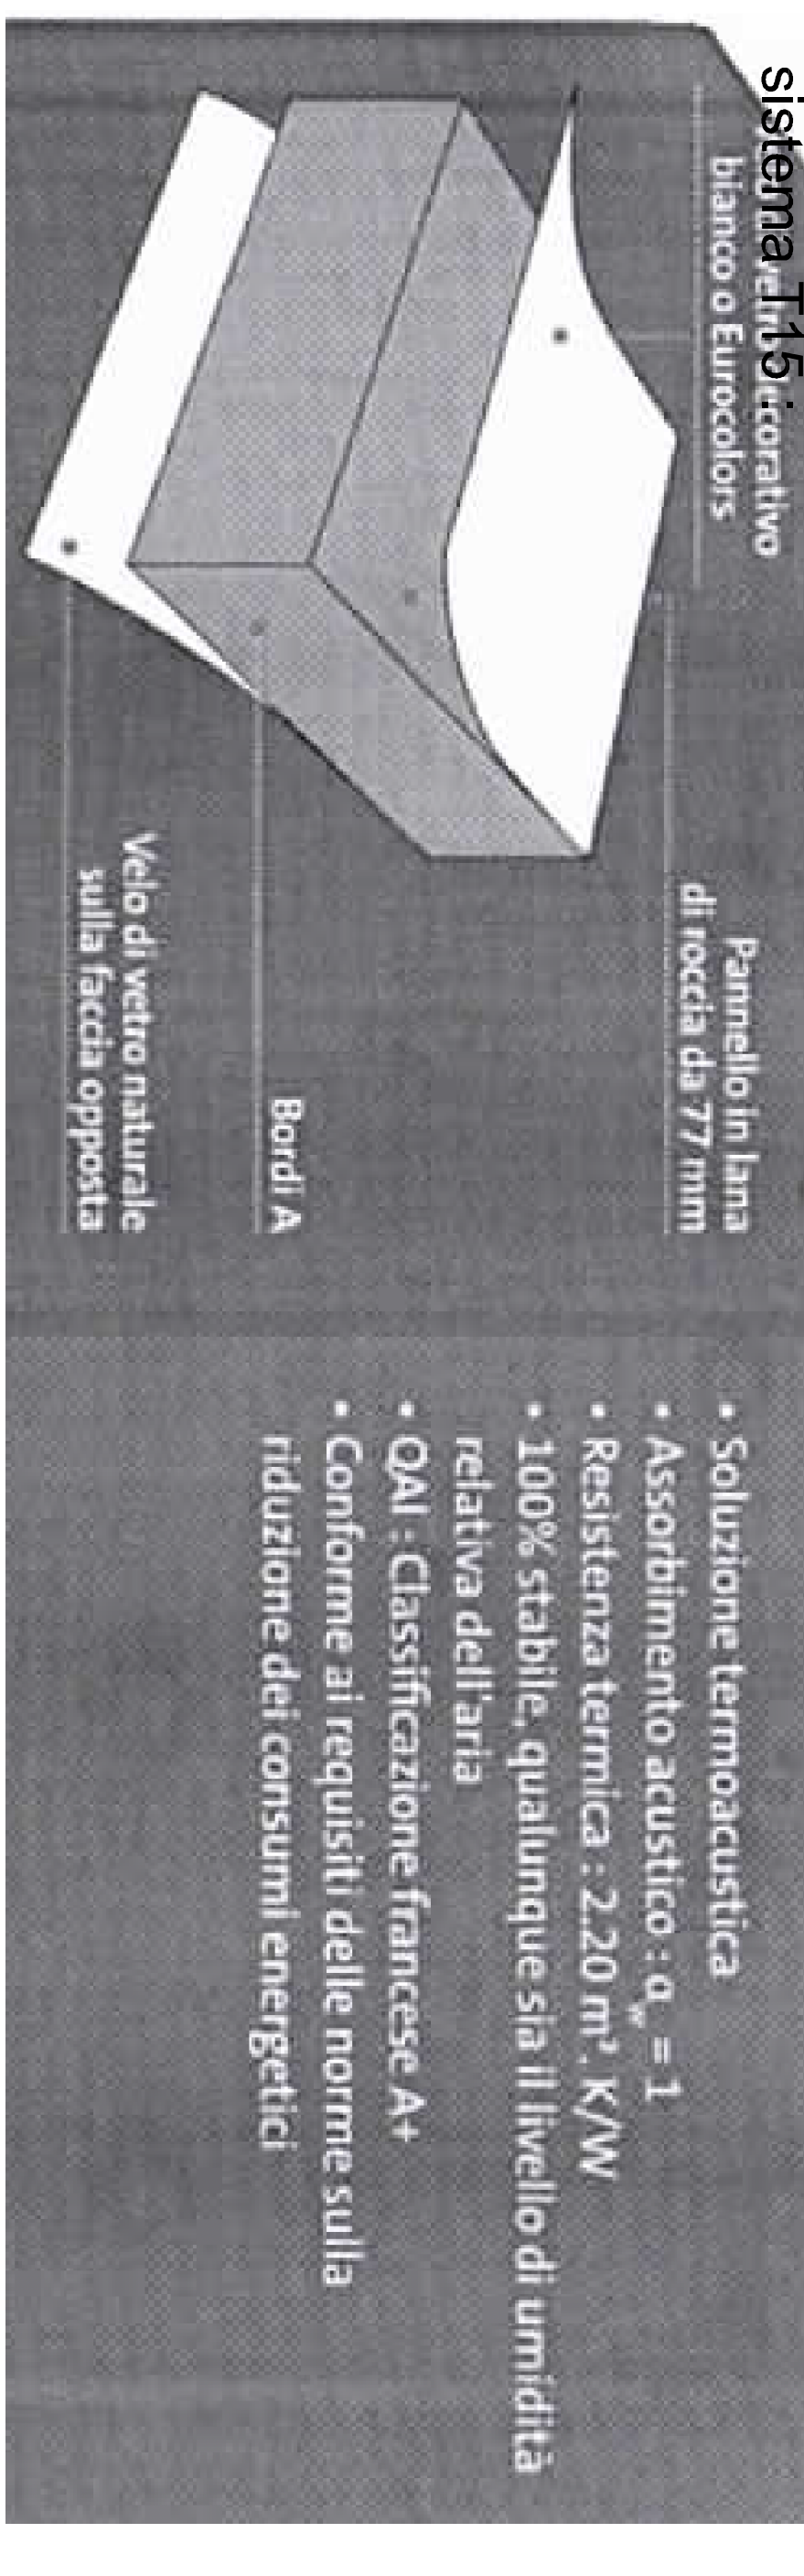 sistema T15 :
decorativo
bianco o Eurocolors
Pannello in lana
di roccia da 77 mm
Bordi A
Velo di vetro naturale
sulla faccia opposta
• Soluzione termoacustica
• Assorbimento acustico : αw = 1
• Resistenza termica : 2,20 m². K/W
• 100% stabile, qualunque sia il livello di umidità
relativa dell'aria
• QAI : Classificazione francese A+
• Conforme ai requisiti delle norme sulla
riduzione dei consumi energetici